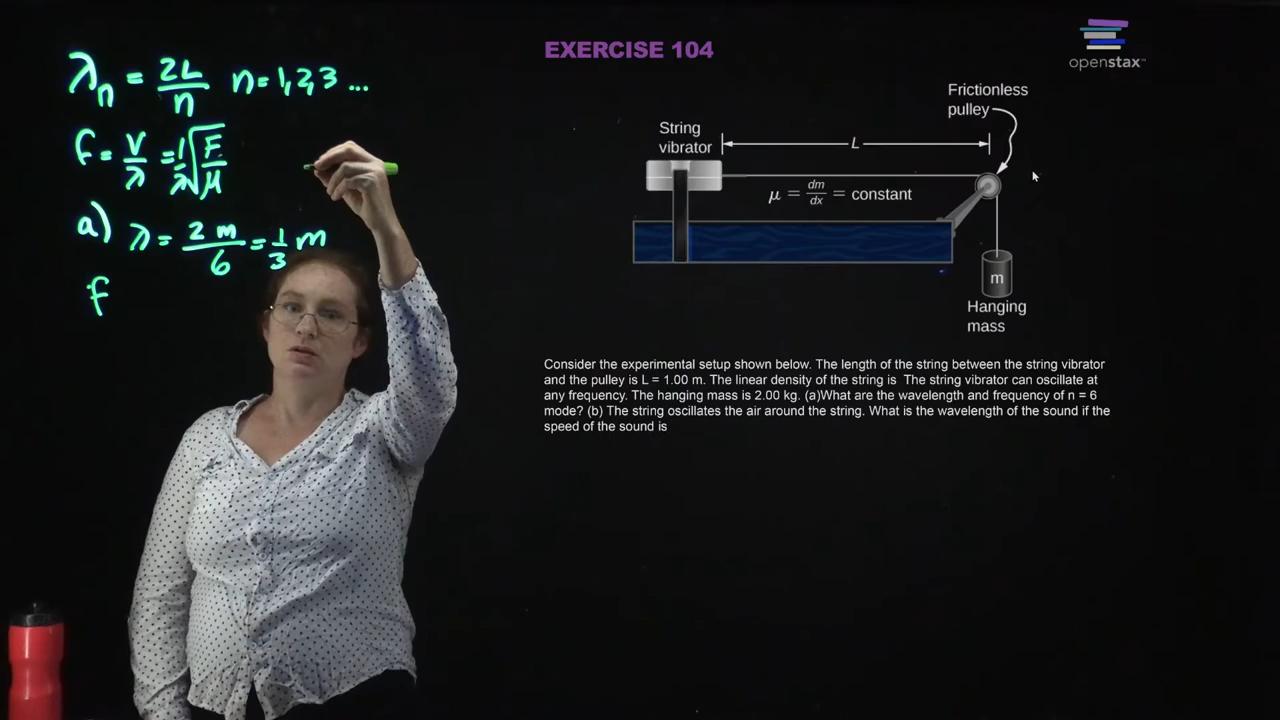 λn = 2L/n n=1,2,3 ...
f = v/λ = 1/λ √F/μ
a) λ = 2 m/6 = 1/3 m
f
EXERCISE 104
openstax™
Frictionless
pulley
String
vibrator
L
μ = dm/dx = constant
m
Hanging
mass
Consider the experimental setup shown below. The length of the string between the string vibrator
and the pulley is L = 1.00 m. The linear density of the string is The string vibrator can oscillate at
any frequency. The hanging mass is 2.00 kg. (a)What are the wavelength and frequency of n = 6
mode? (b) The string oscillates the air around the string. What is the wavelength of the sound if the
speed of the sound is